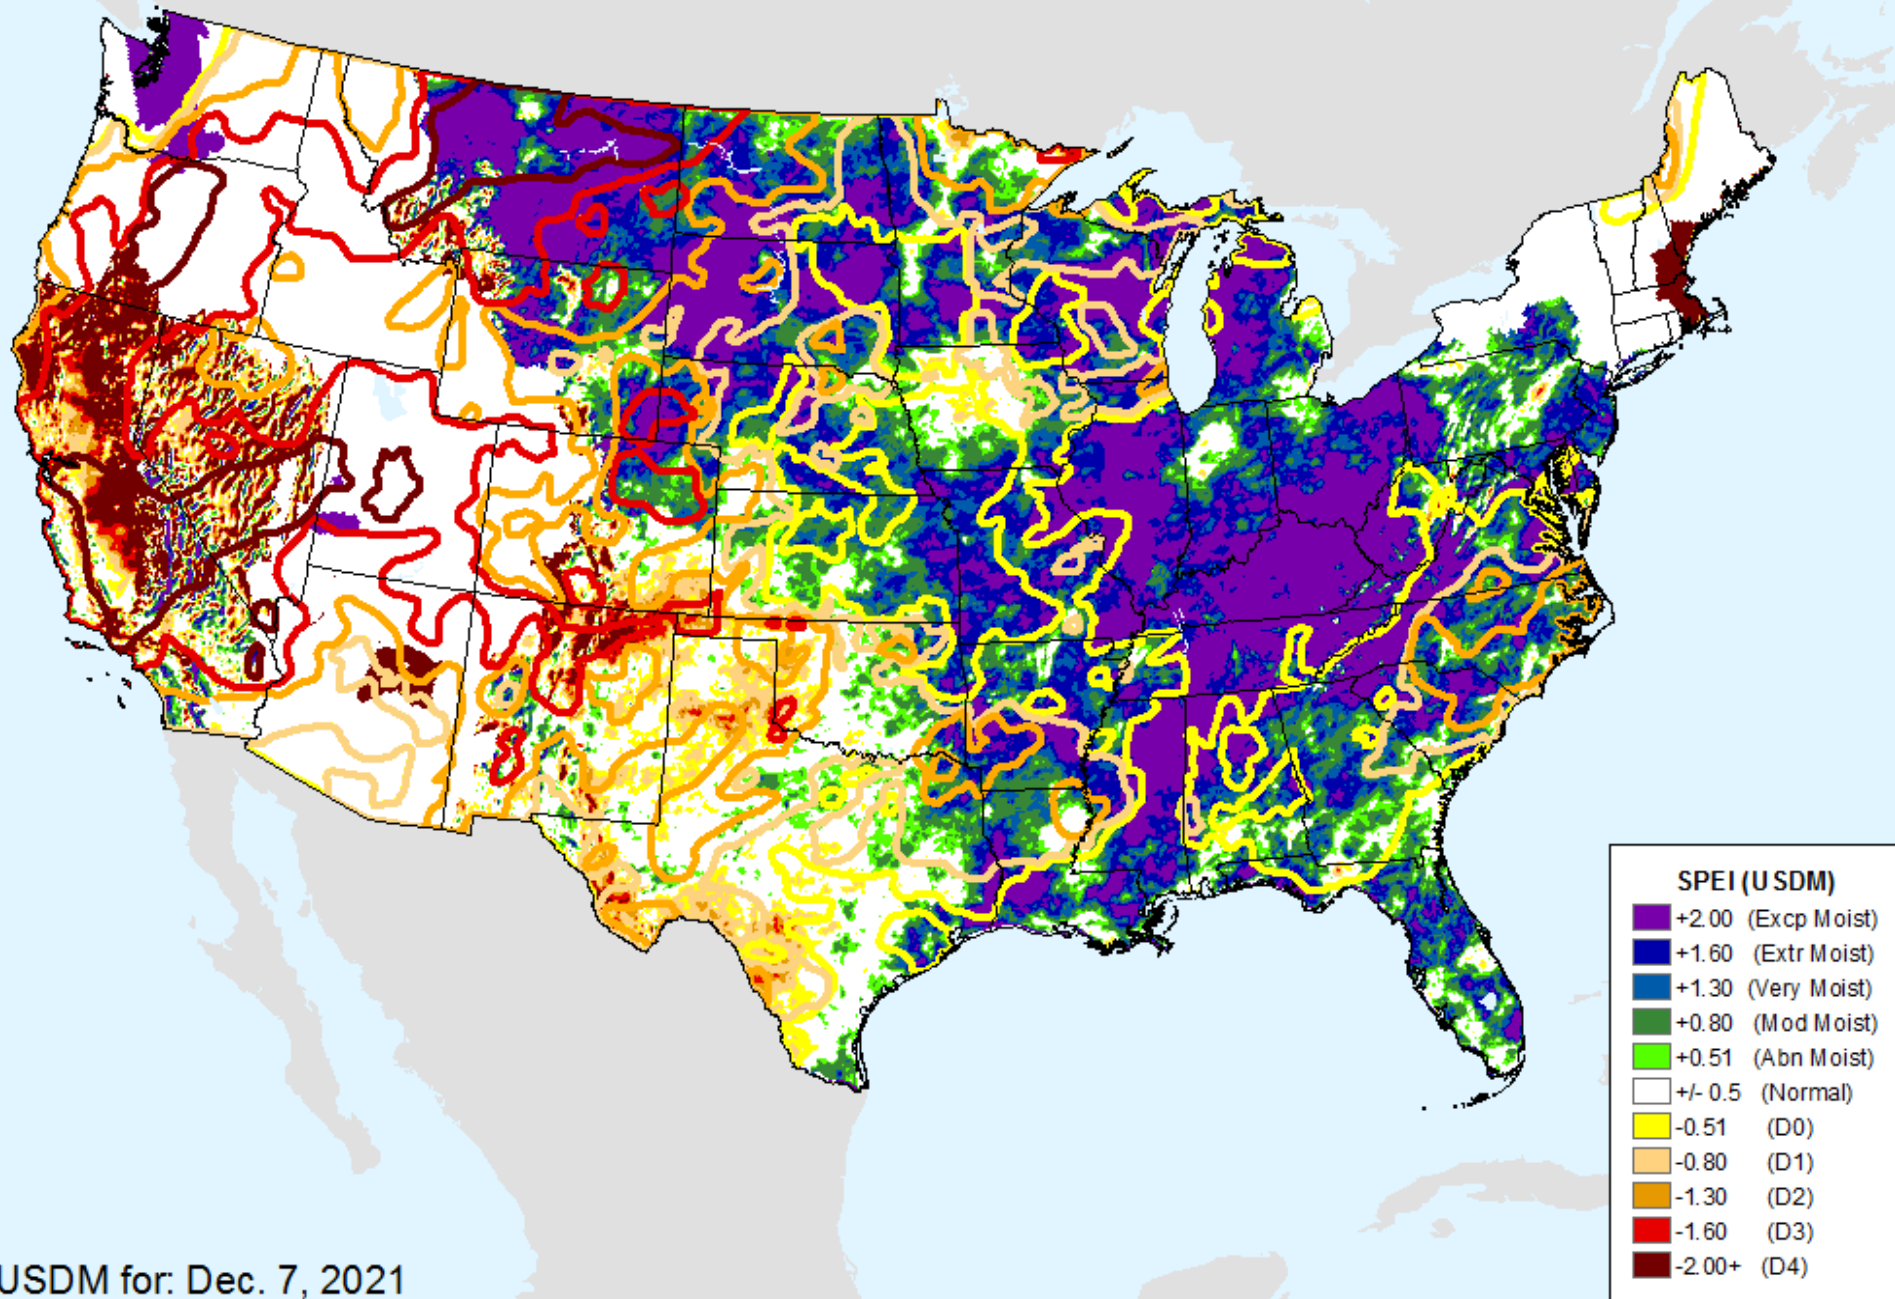 SPEI (USDM)
+2.00 (Excp Moist)
+1.60 (Extr Moist)
+1.30 (Very Moist)
+0.80 (Mod Moist)
+0.51 (Abn Moist)
+/- 0.5 (Normal)
-0.51 (D0)
-0.80 (D1)
-1.30 (D2)
-1.60 (D3)
-2.00+ (D4)
USDM for: Dec. 7, 2021